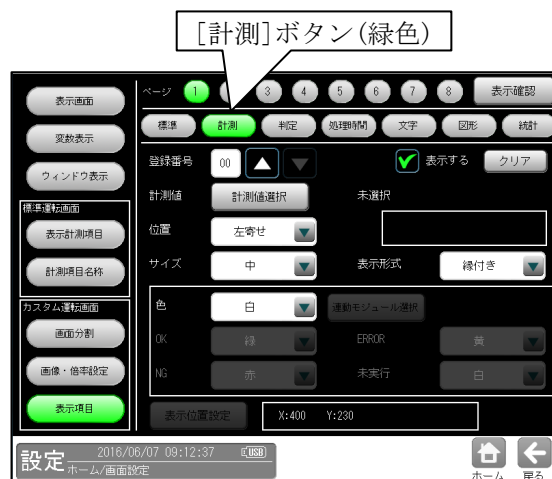 [計測]ボタン(緑色)
ページ 1 3 4 5 6 7 8 表示確認
標準 計測 判定 処理時間 文字 図形 統計
表示画面
変数表示
ウィンドウ表示
標準運転画面
表示計測項目
計測項目名称
カスタム運転画面
画面分割
画像・倍率設定
表示項目
登録番号 00 表示する クリア
計測値 計測値選択 未選択
位置 左寄せ
サイズ 中 表示形式 縁付き
色 白 連動モジュール選択
OK 緑 ERROR 黄
NG 赤 未実行 白
表示位置設定 X:400 Y:230
設定 2016/06/07 09:12:37 USB
ホーム/画面設定
ホーム 戻る